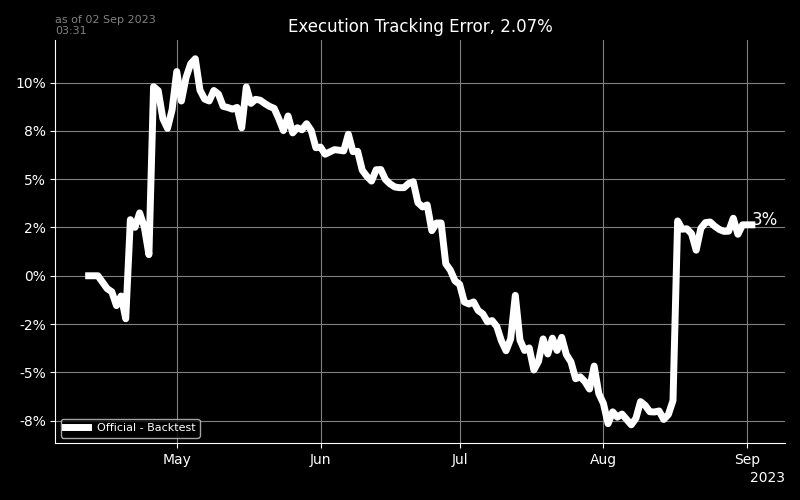 as of 02 Sep 2023
03:31
Execution Tracking Error, 2.07%
10%
8%
5%
2%
0%
-2%
-5%
-8%
3%
Official - Backtest
May Jun Jul Aug Sep
2023